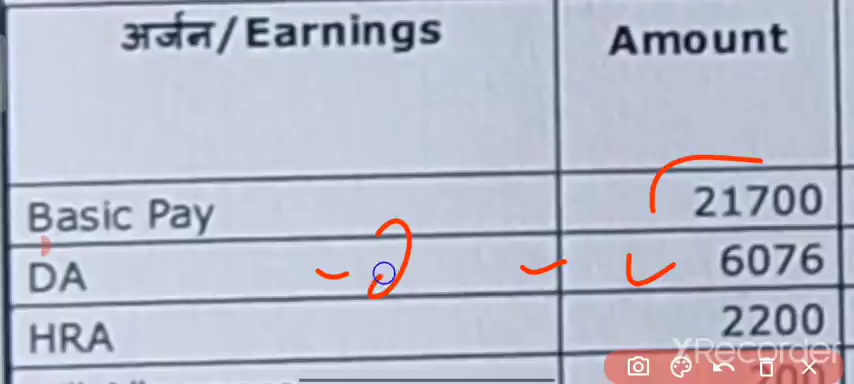 अर्जन/Earnings Amount
Basic Pay 21700
DA 6076
HRA 2200
XRecorder